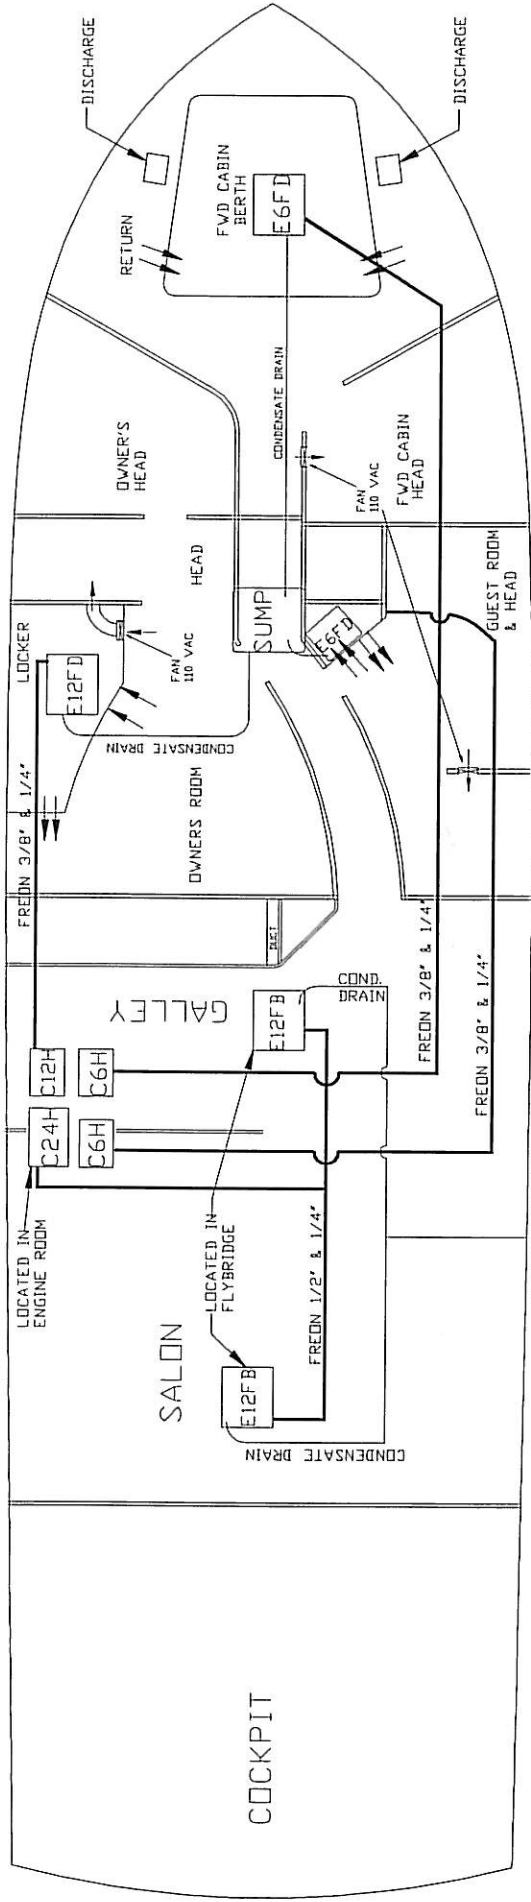 DISCHARGE
DISCHARGE
RETURN
FWD CABIN
BERTH
E6FD
CONDENSATE DRAIN
OWNER'S
HEAD
FAN
110 VAC
FWD CABIN
HEAD
HEAD
SUMP
E6FD
GUEST ROOM
& HEAD
LOCKER
E12FD
FAN
110 VAC
CONDENSATE DRAIN
FREON 3/8" & 1/4"
OWNERS ROOM
DUCT
GALLEY
E12FB
COND.
DRAIN
FREON 3/8" & 1/4"
FREON 3/8" & 1/4"
C12H
C6H
C24H
C6H
LOCATED IN
ENGINE ROOM
LOCATED IN
FLYBRIDGE
FREON 1/2" & 1/4"
SALON
E12FB
CONDENSATE DRAIN
COCKPIT